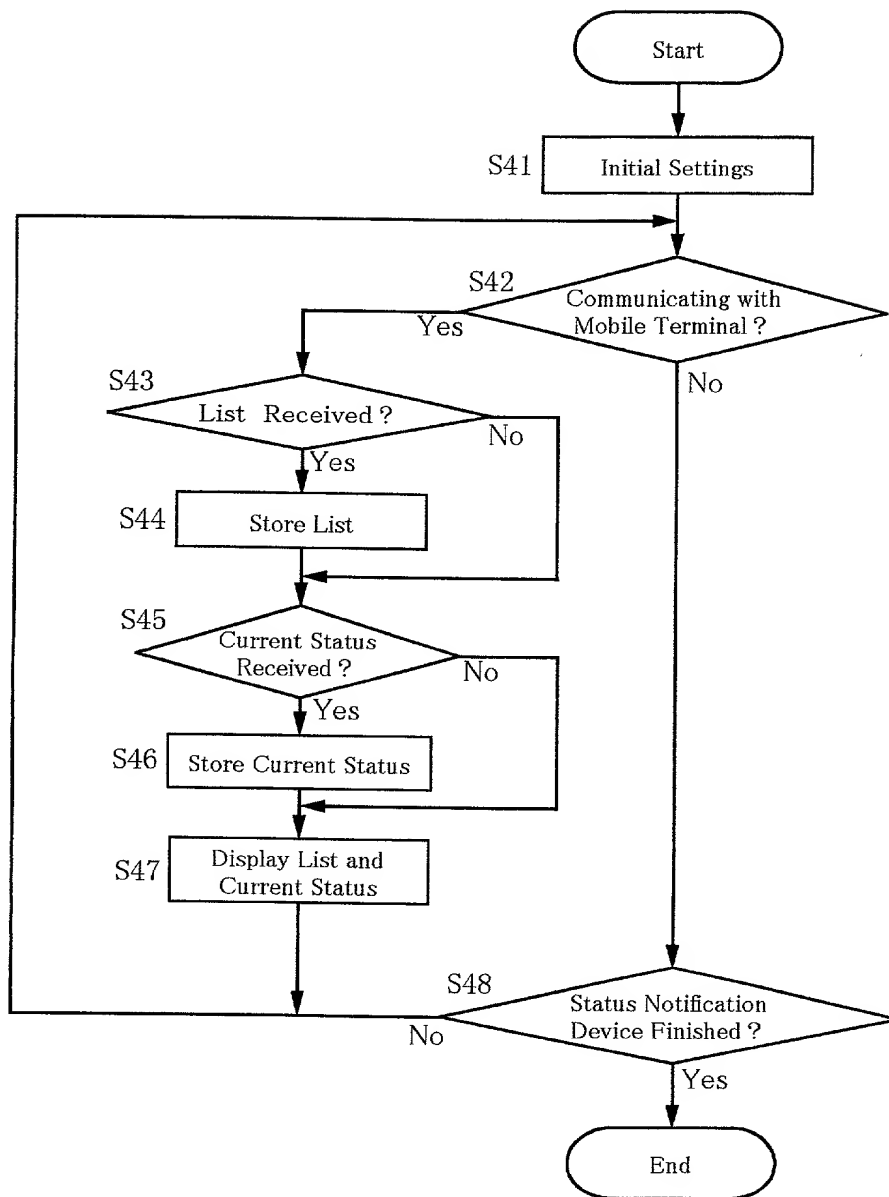 Start
S41
Initial Settings
S42
Communicating with
Mobile Terminal ?
Yes
No
S43
List Received ?
No
Yes
S44
Store List
S45
Current Status
Received ?
No
Yes
S46
Store Current Status
S47
Display List and
Current Status
S48
Status Notification
Device Finished ?
No
Yes
End